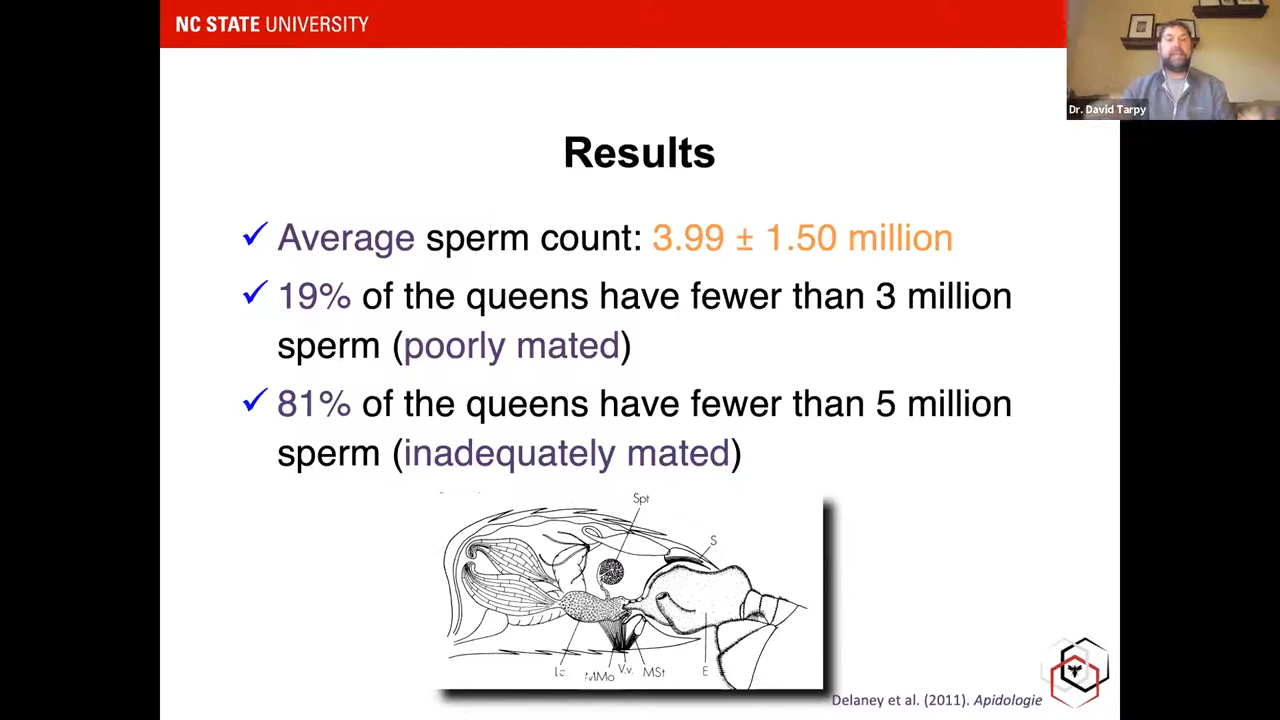 NC STATE UNIVERSITY
Dr. David Tarpy
Results
✓ Average sperm count: 3.99 ± 1.50 million
✓ 19% of the queens have fewer than 3 million
sperm (poorly mated)
✓ 81% of the queens have fewer than 5 million
sperm (inadequately mated)
Spt
S
MMo
V.v.
MSt
E
Delaney et al. (2011). Apidologie